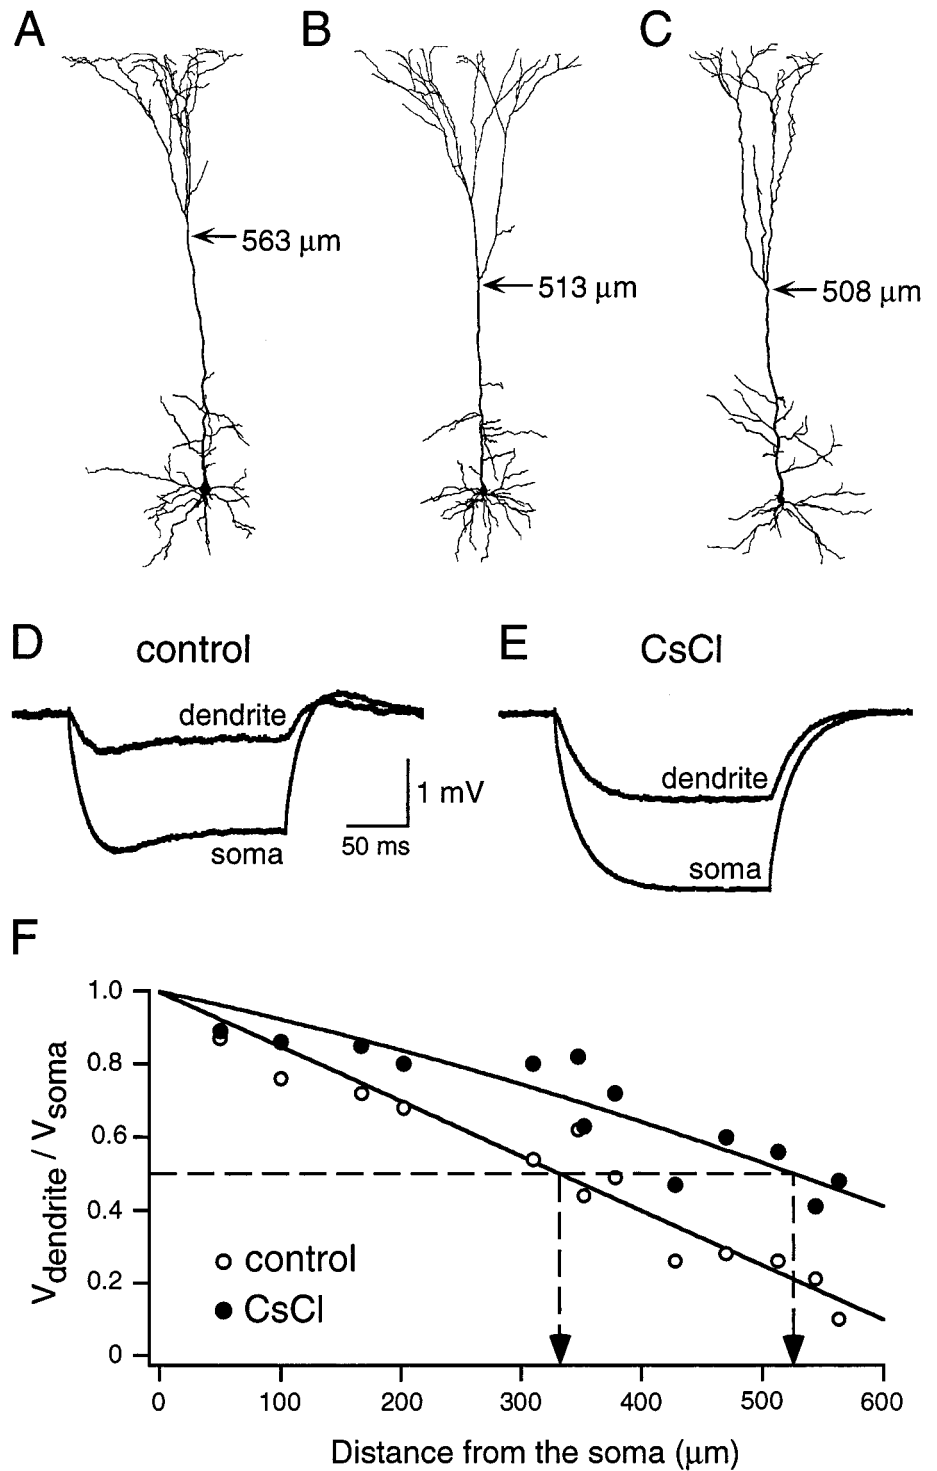 A B C
563 μm
513 μm
508 μm
D control E CsCl
dendrite
1 mV
50 ms
soma
dendrite
soma
F
1.0
0.8
0.6
0.4
0.2
0
Vdendrite / Vsoma
control
CsCl
0 100 200 300 400 500 600
Distance from the soma (μm)